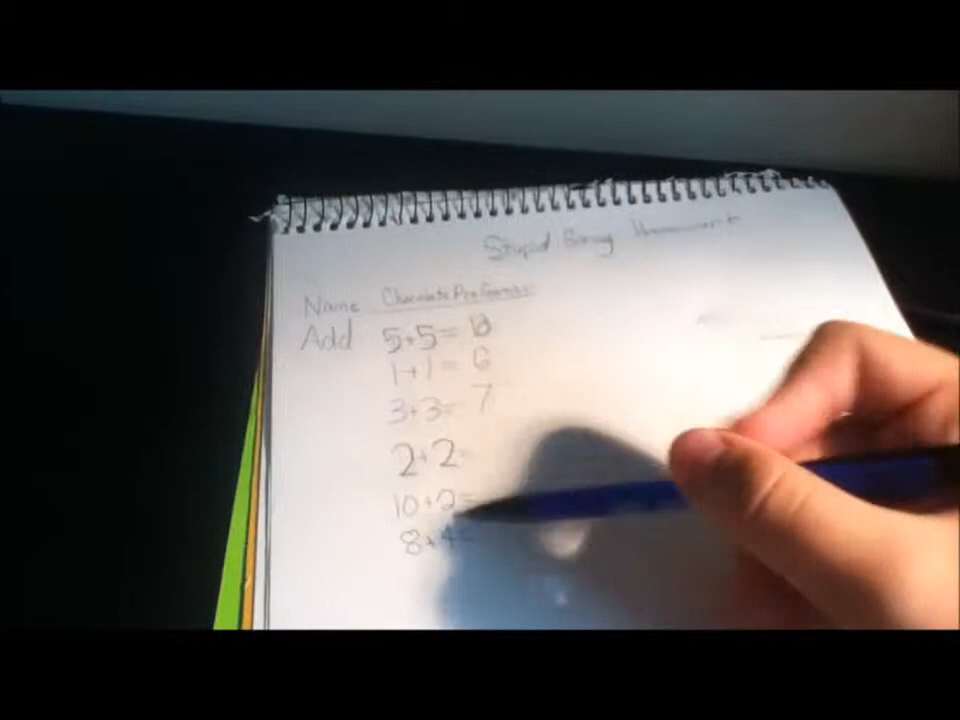 Stupid Boring Homework
Name Chocolate Pro Gamer
Add 5+5= 10
1+1= 6
3+3= 7
2+2=
10+2=
8+4=